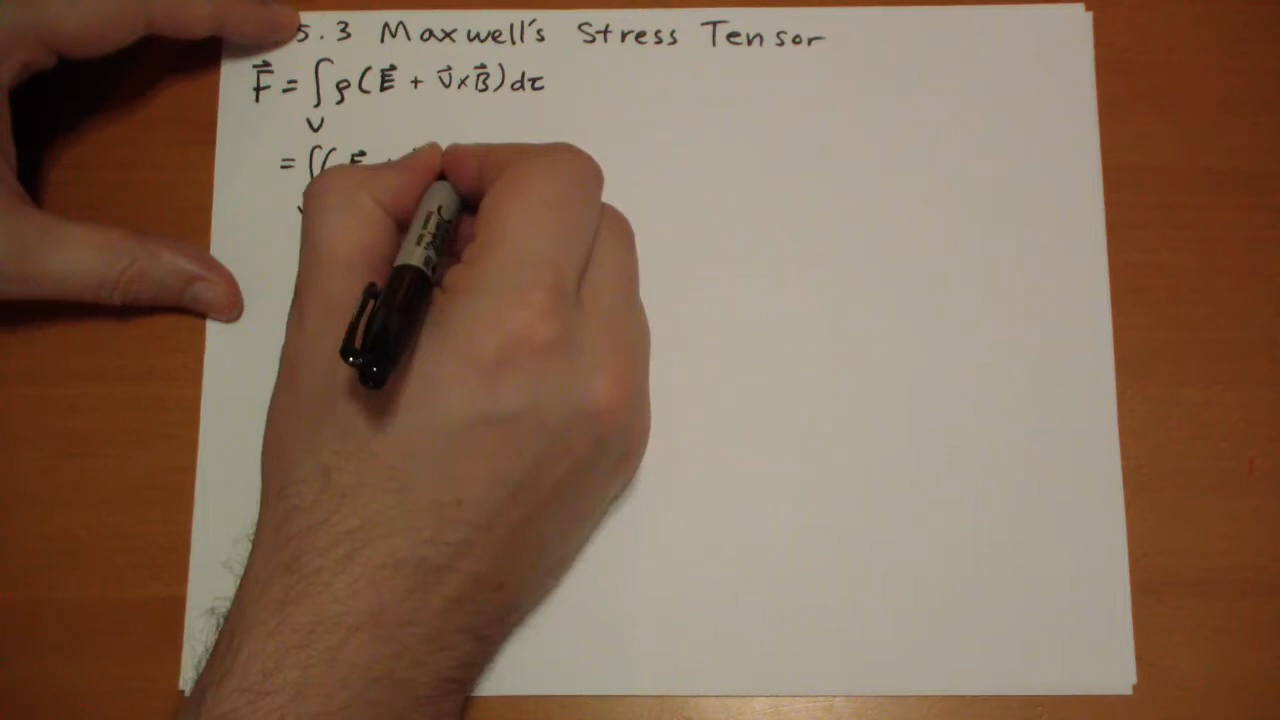 5.3 Maxwell's Stress Tensor
F⃗ = ∫ ρ(E⃗ + v⃗ × B⃗) dτ
V
= ∫(